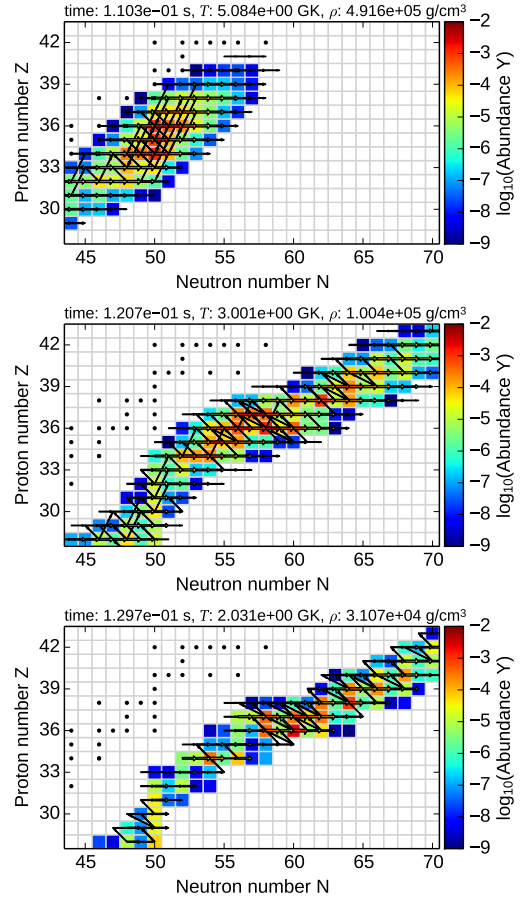 time: 1.103e−01 s, T: 5.084e+00 GK, ρ: 4.916e+05 g/cm³
Proton number Z
42
39
36
33
30
45 50 55 60 65 70
Neutron number N
−2
−3
−4
−5
−6
−7
−8
−9
log₁₀(Abundance Y)
time: 1.207e−01 s, T: 3.001e+00 GK, ρ: 1.004e+05 g/cm³
Proton number Z
42
39
36
33
30
45 50 55 60 65 70
Neutron number N
−2
−3
−4
−5
−6
−7
−8
−9
log₁₀(Abundance Y)
time: 1.297e−01 s, T: 2.031e+00 GK, ρ: 3.107e+04 g/cm³
Proton number Z
42
39
36
33
30
45 50 55 60 65 70
Neutron number N
−2
−3
−4
−5
−6
−7
−8
−9
log₁₀(Abundance Y)